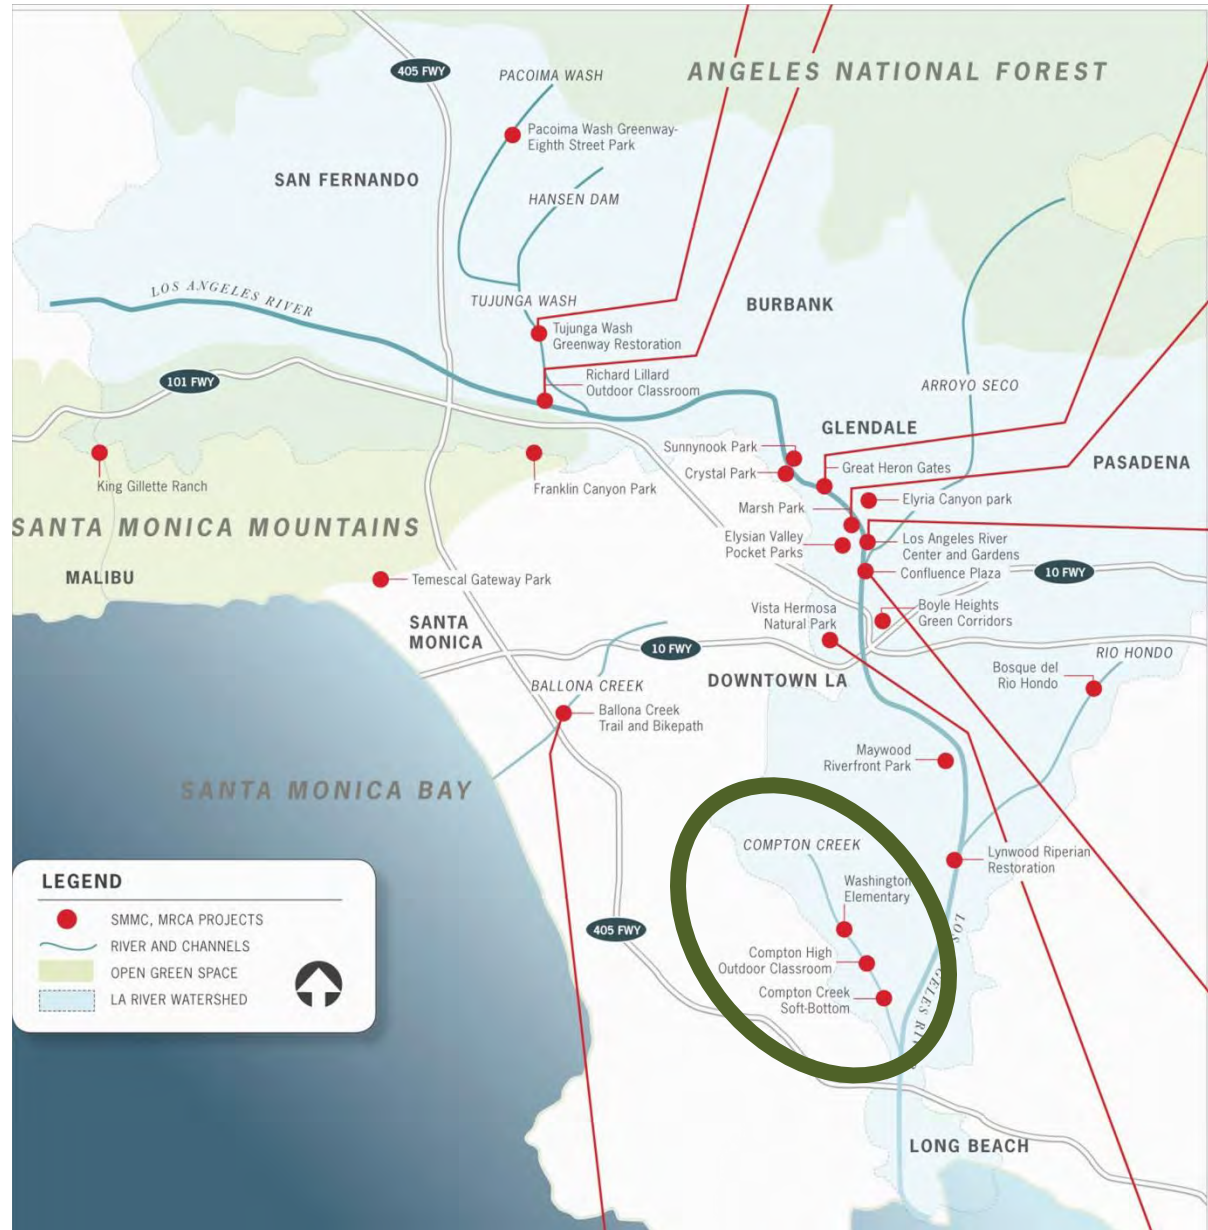 405 FWY
PACOIMA WASH
ANGELES NATIONAL FOREST
Pacoima Wash Greenway-
Eighth Street Park
SAN FERNANDO
HANSEN DAM
LOS ANGELES RIVER
TUJUNGA WASH
BURBANK
Tujunga Wash
Greenway Restoration
101 FWY
Richard Lillard
Outdoor Classroom
ARROYO SECO
GLENDALE
Sunnynook Park
Crystal Park
Great Heron Gates
PASADENA
King Gillette Ranch
Franklin Canyon Park
Marsh Park
Elyria Canyon park
SANTA MONICA MOUNTAINS
Elysian Valley
Pocket Parks
Los Angeles River
Center and Gardens
MALIBU
Temescal Gateway Park
Confluence Plaza
10 FWY
SANTA
MONICA
Vista Hermosa
Natural Park
Boyle Heights
Green Corridors
10 FWY
RIO HONDO
BALLONA CREEK
DOWNTOWN LA
Bosque del
Rio Hondo
Ballona Creek
Trail and Bikepath
Maywood
Riverfront Park
SANTA MONICA BAY
COMPTON CREEK
Lynwood Riperian
Restoration
Washington
Elementary
405 FWY
Compton High
Outdoor Classroom
Compton Creek
Soft-Bottom
LEGEND
SMMC, MRCA PROJECTS
RIVER AND CHANNELS
OPEN GREEN SPACE
LA RIVER WATERSHED
LONG BEACH